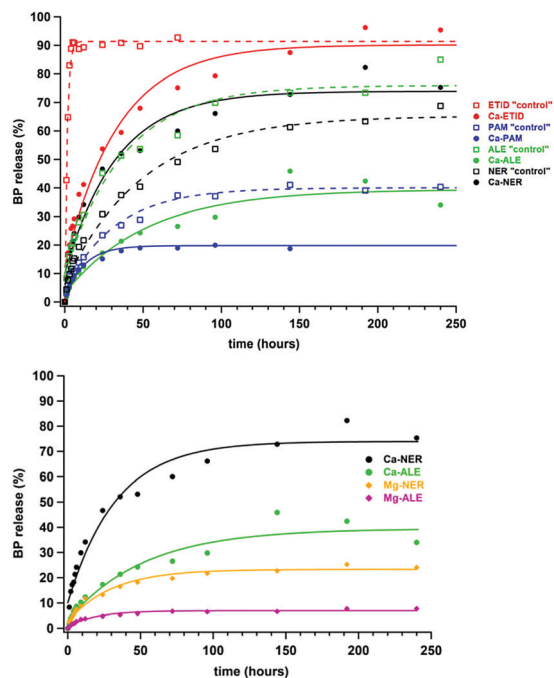 100
90
80
70
60
50
40
30
20
10
0
BP release (%)
0
50
100
150
200
250
time (hours)
ETID "control"
Ca-ETID
PAM "control"
Ca-PAM
ALE "control"
Ca-ALE
NER "control"
Ca-NER
100
90
80
70
60
50
40
30
20
10
0
BP release (%)
Ca-NER
Ca-ALE
Mg-NER
Mg-ALE
0
50
100
150
200
250
time (hours)